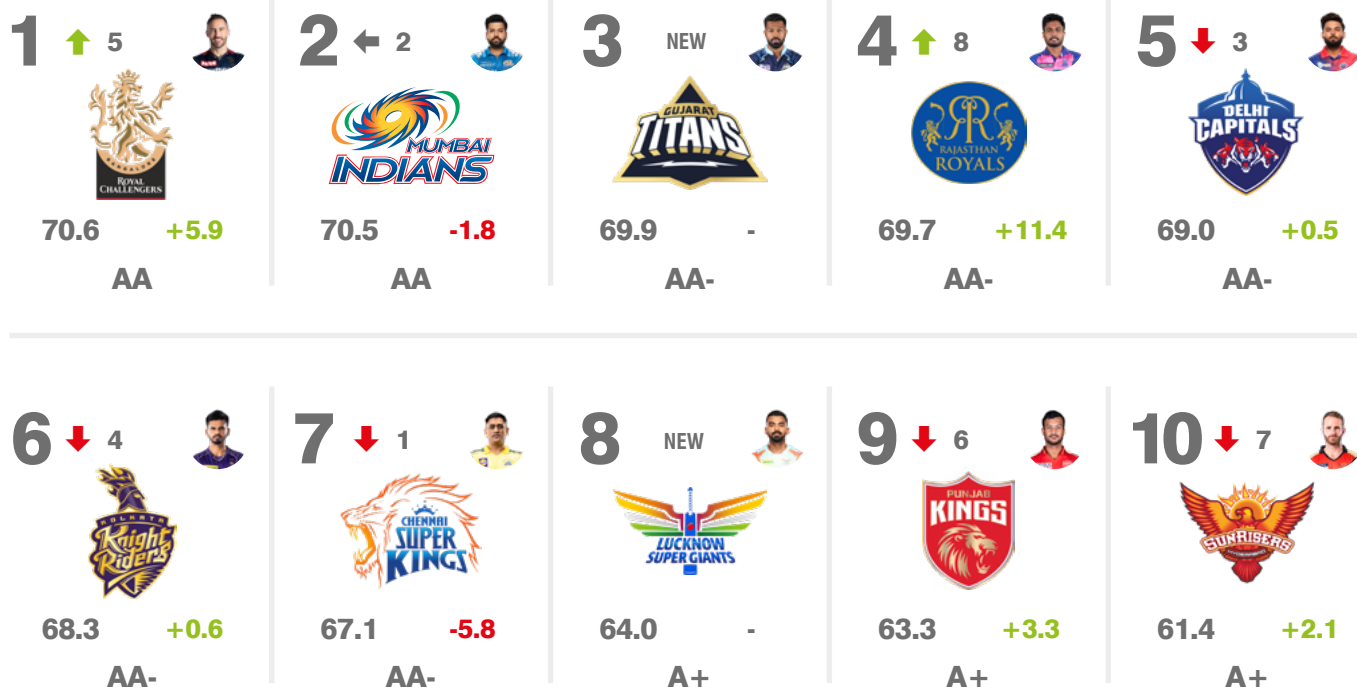 1 5
2 2
3 NEW
4 8
5 3
BENGALURU
ROYAL
CHALLENGERS
MUMBAI
INDIANS
GUJARAT
TITANS
RR
RAJASTHAN
ROYALS
DELHI
CAPITALS
70.6 +5.9
70.5 -1.8
69.9 -
69.7 +11.4
69.0 +0.5
AA
AA
AA-
AA-
AA-
6 4
7 1
8 NEW
9 6
10 7
KOLKATA
Knight
Riders
CHENNAI
SUPER
KINGS
LUCKNOW
SUPER GIANTS
PUNJAB
KINGS
SUNRISERS
68.3 +0.6
67.1 -5.8
64.0 -
63.3 +3.3
61.4 +2.1
AA-
AA-
A+
A+
A+